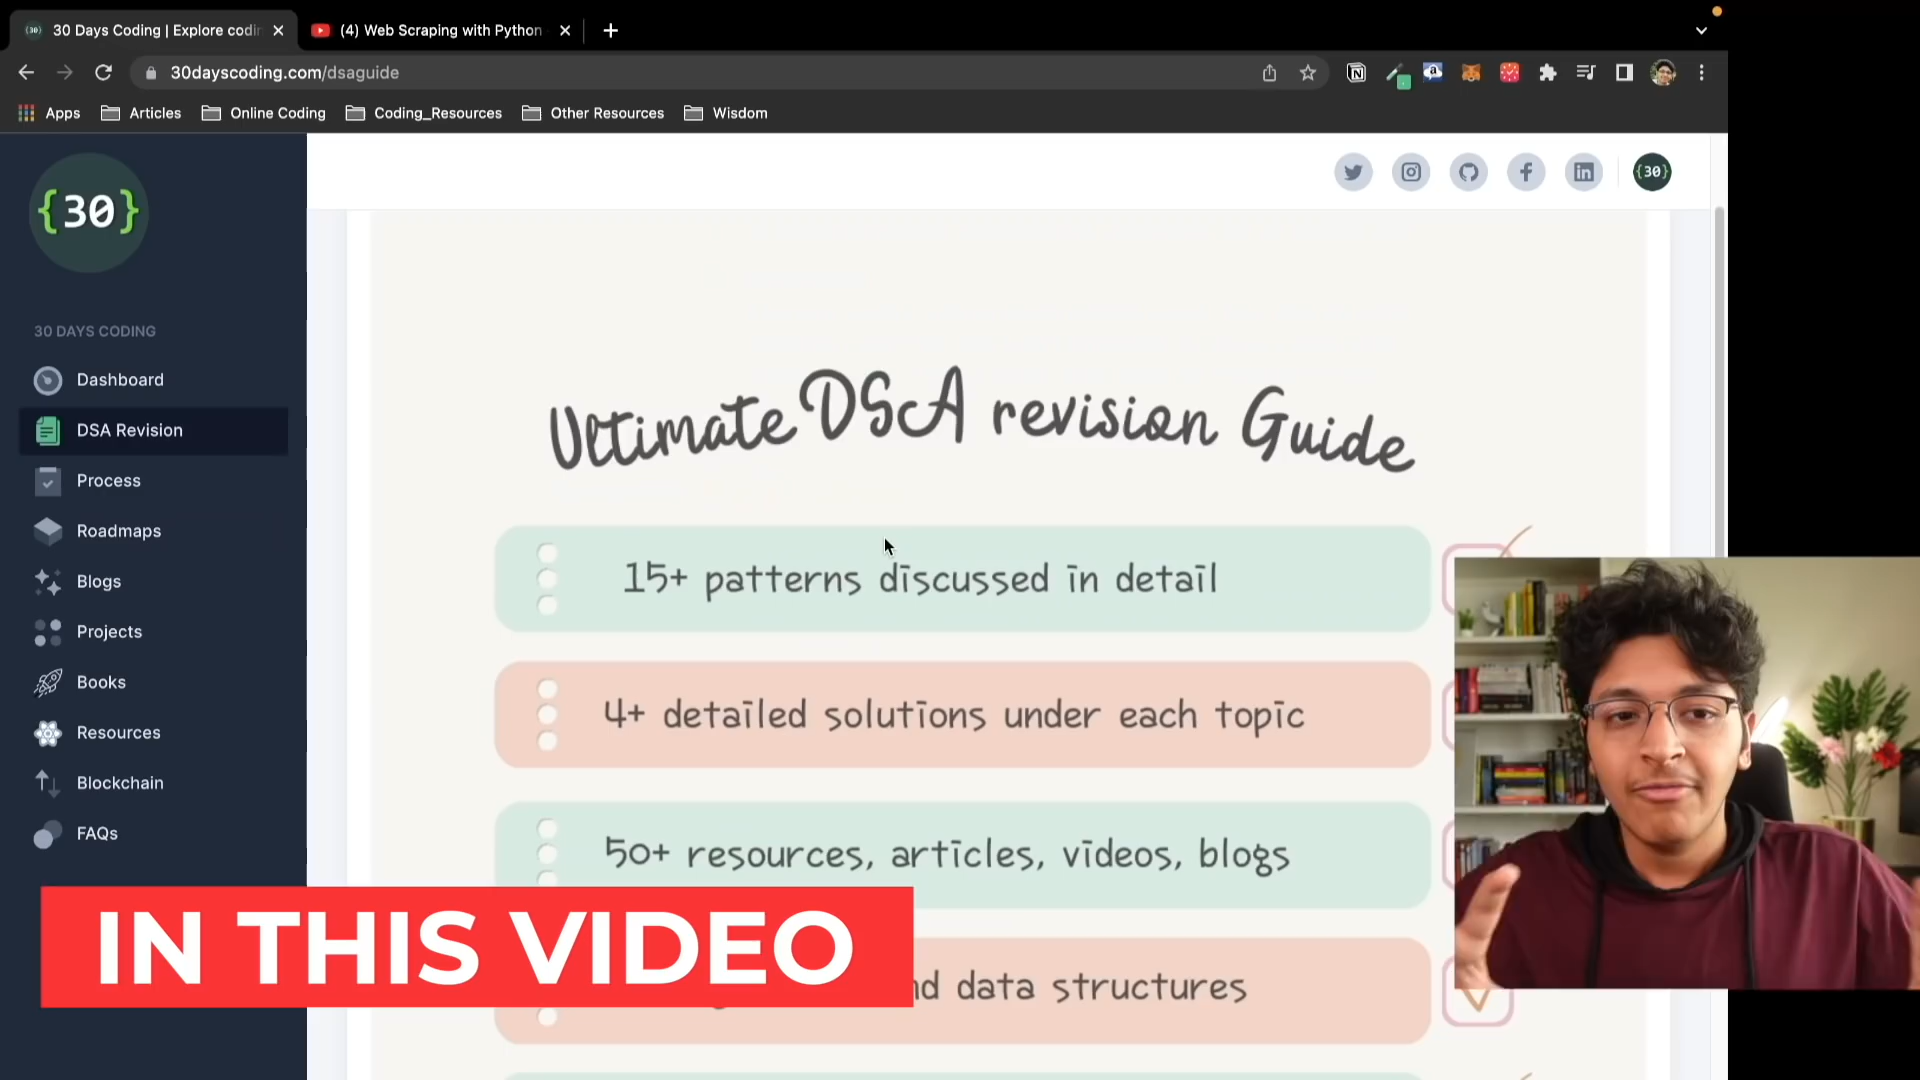 30 Days Coding | Explore codin
(4) Web Scraping with Python
30dayscoding.com/dsaguide
Apps
Articles
Online Coding
Coding_Resources
Other Resources
Wisdom
{30}
{30}
30 DAYS CODING
Dashboard
DSA Revision
Process
Roadmaps
Blogs
Projects
Books
Resources
Blockchain
FAQs
Ultimate DSA revision Guide
15+ patterns discussed in detail
4+ detailed solutions under each topic
50+ resources, articles, videos, blogs
data structures
IN THIS VIDEO